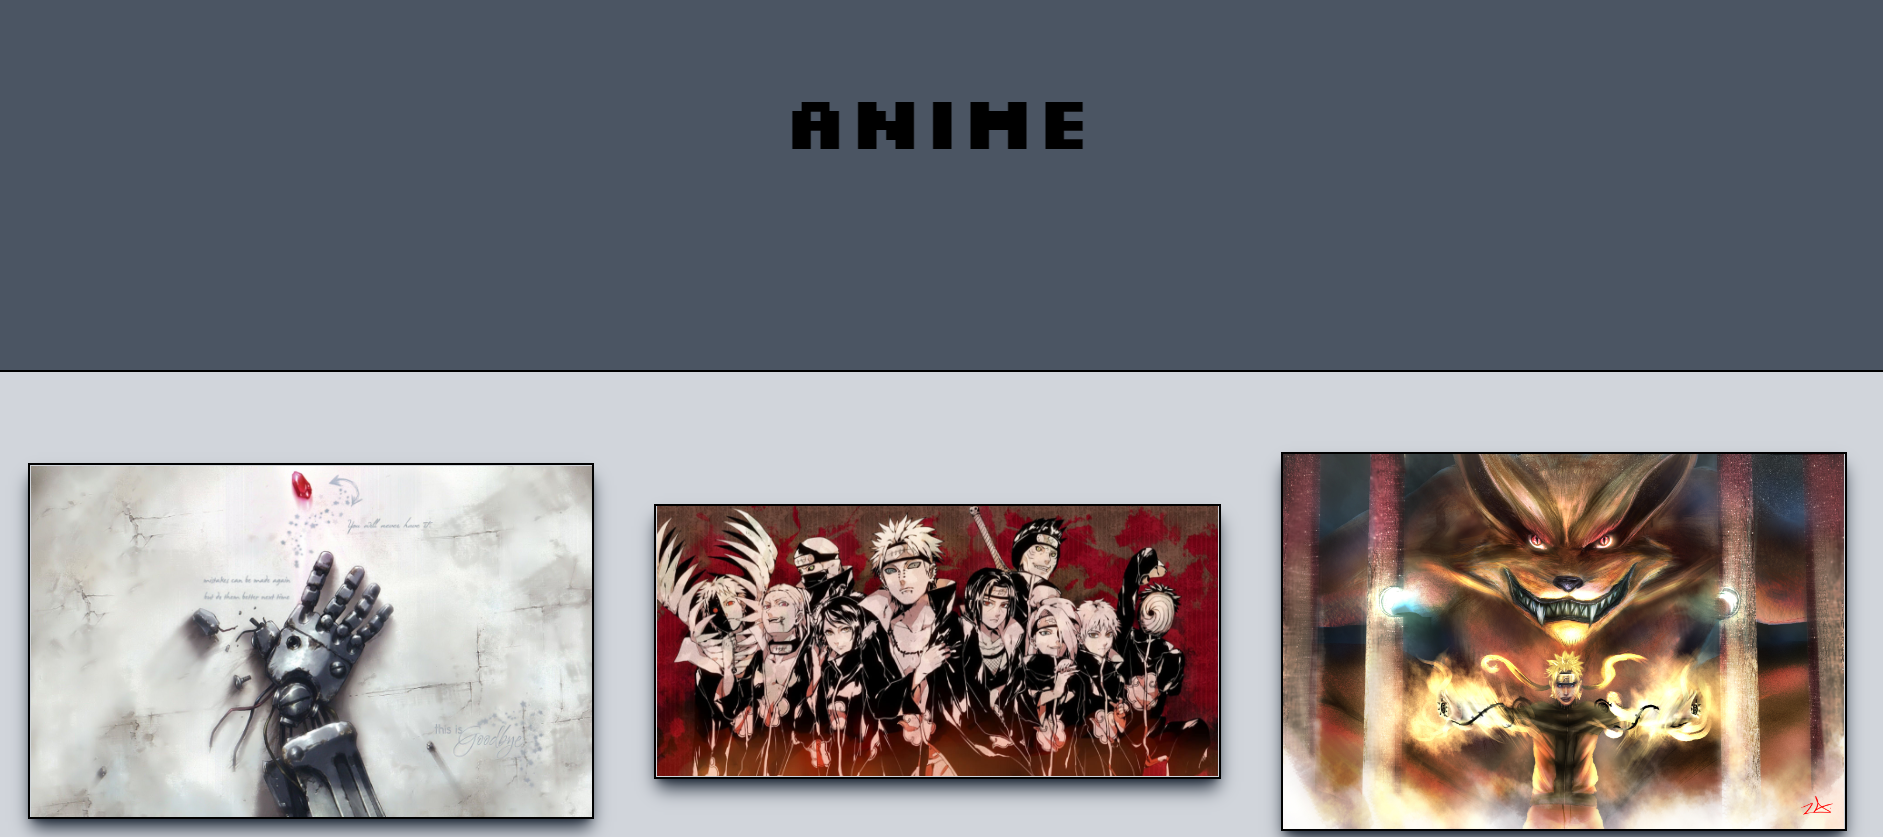 ANIME
You will never have it.
mistakes can be made again
but do them better next time
this is
Goodbye